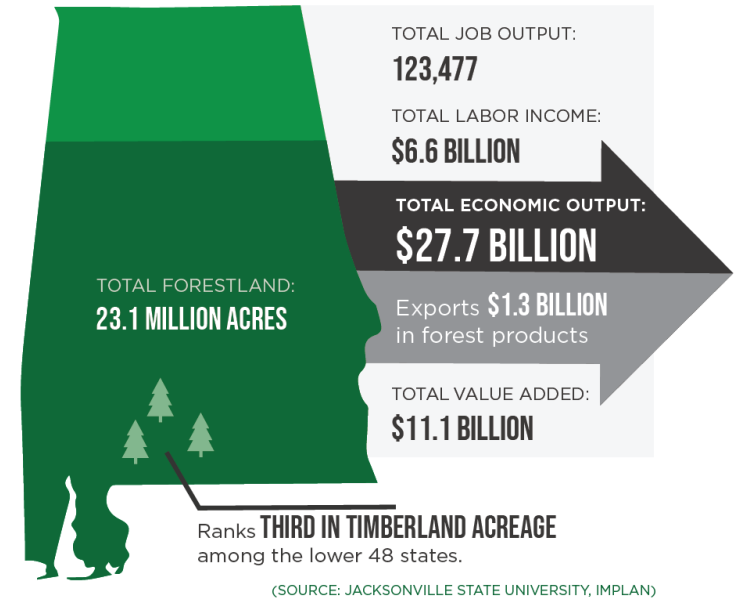 TOTAL JOB OUTPUT:
123,477
TOTAL LABOR INCOME:
$6.6 BILLION
TOTAL ECONOMIC OUTPUT:
$27.7 BILLION
TOTAL FORESTLAND:
23.1 MILLION ACRES
Exports $1.3 BILLION
in forest products
TOTAL VALUE ADDED:
$11.1 BILLION
Ranks THIRD IN TIMBERLAND ACREAGE
among the lower 48 states.
(SOURCE: JACKSONVILLE STATE UNIVERSITY, IMPLAN)